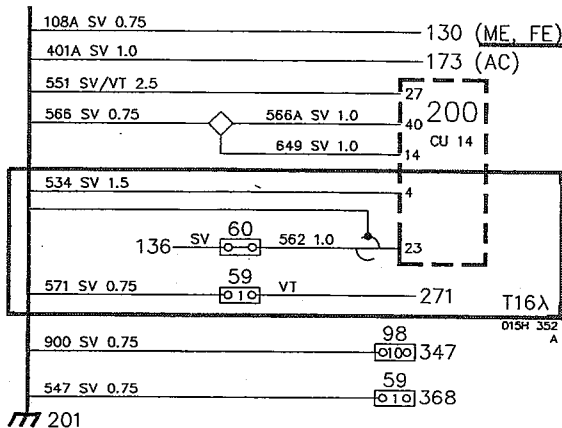 108A SV 0.75 130 (ME, FE)
401A SV 1.0 173 (AC)
551 SV/VT 2.5 27
200
566 SV 0.75 566A SV 1.0 40
CU 14
649 SV 1.0 14
534 SV 1.5 4
60
136 SV 562 1.0 23
59
571 SV 0.75 1 VT 271
T16λ
015H 352
A
98
900 SV 0.75 10 347
59
547 SV 0.75 1 368
201